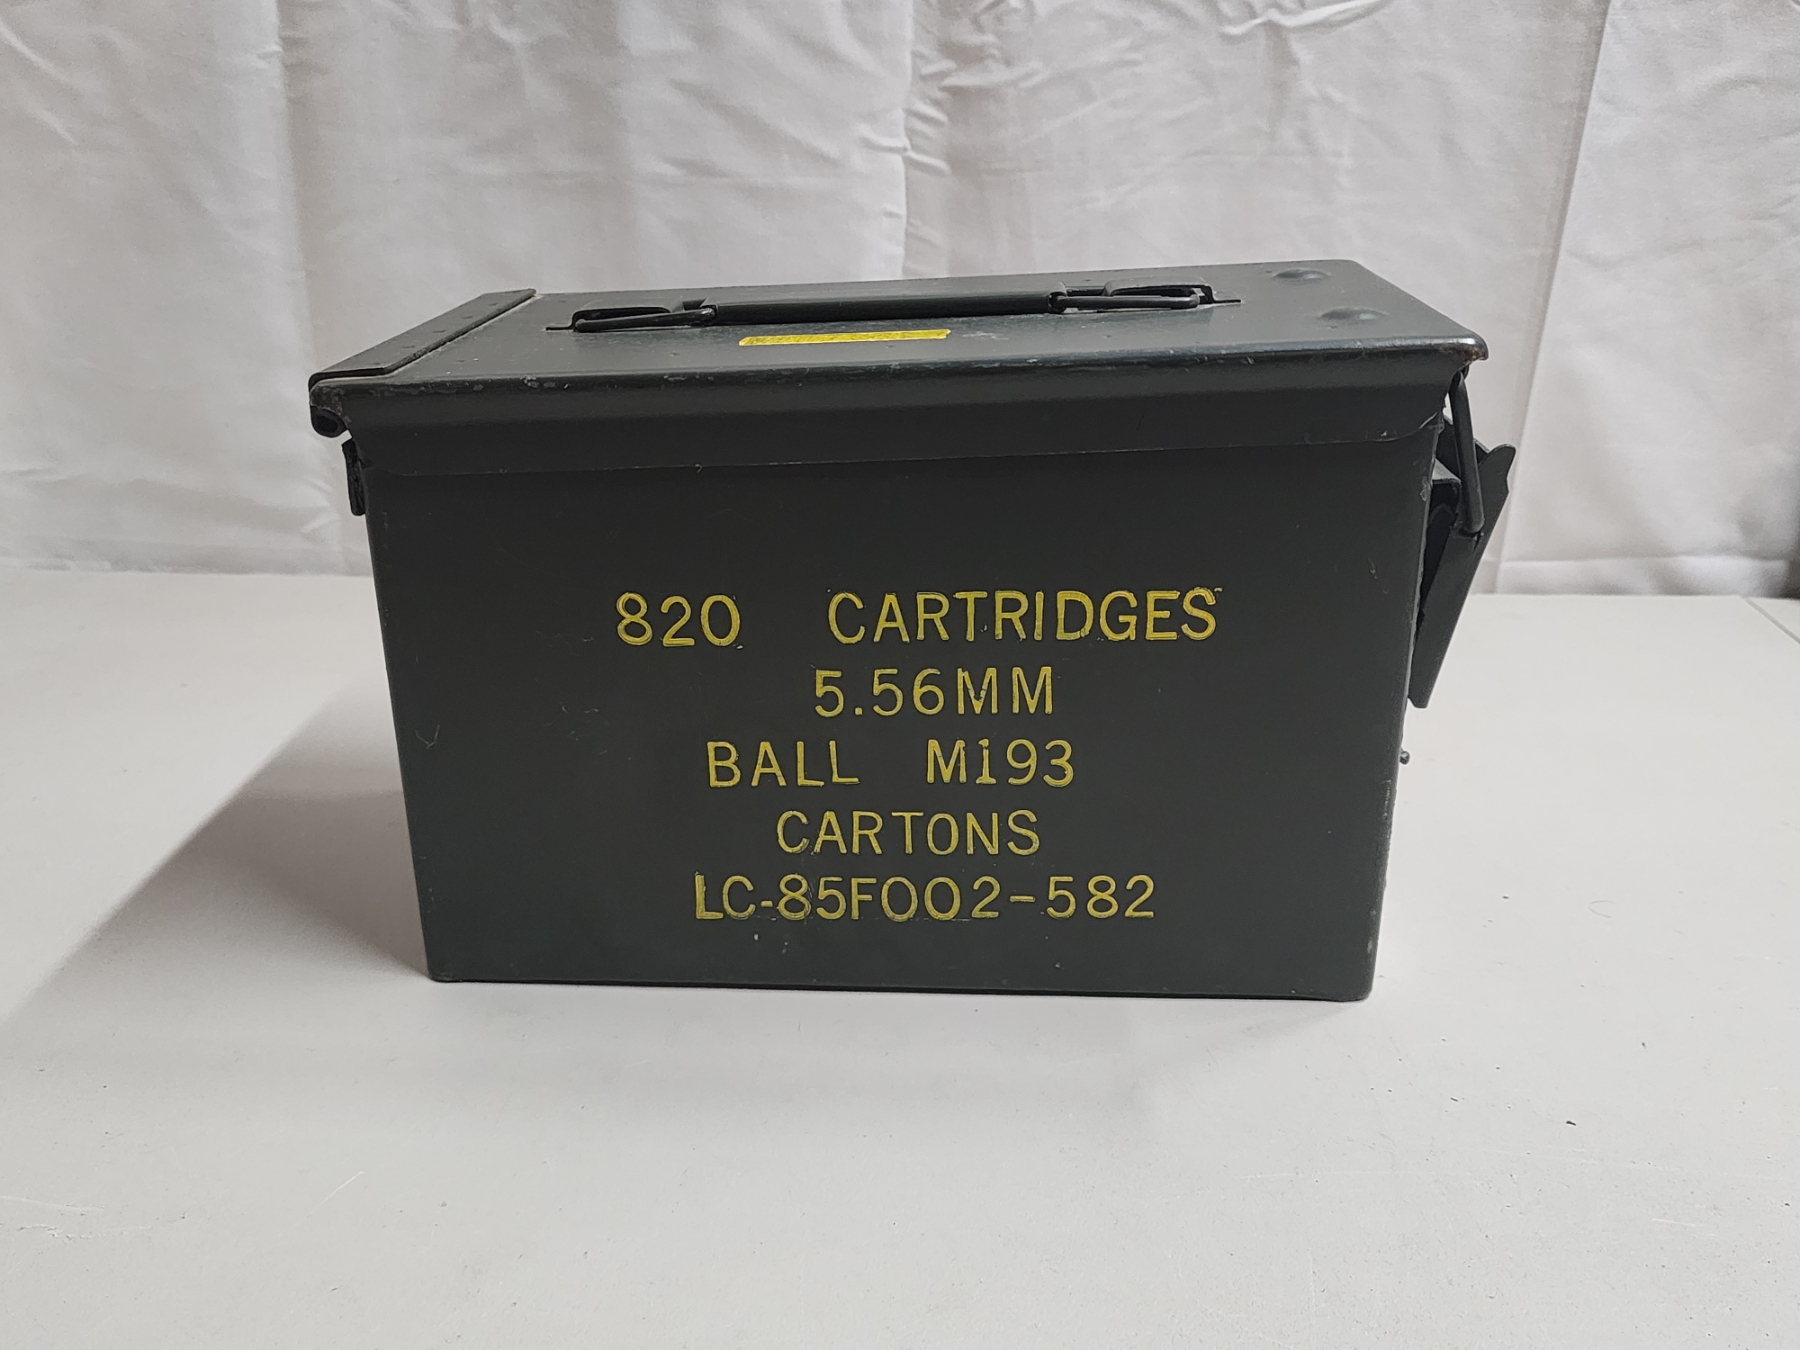 820 CARTRIDGES
5.56MM
BALL M193
CARTONS
LC-85F002-582